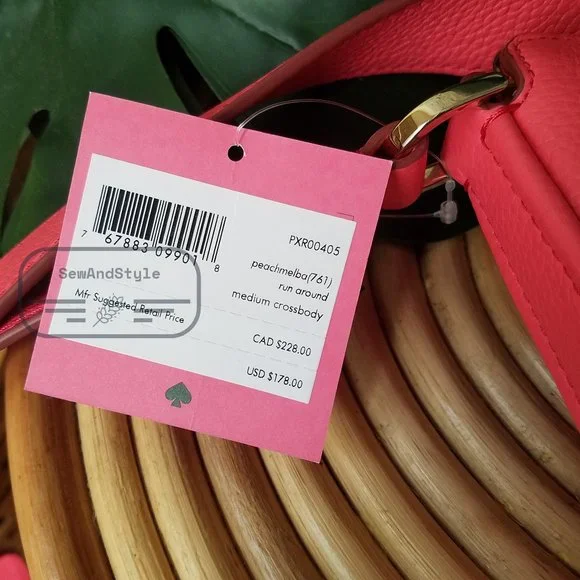 PXR00405
7 67883 09901 8
peachmelba(761)
run around
medium crossbody
SewAndStyle
Mfr Suggested Retail Price
CAD $228.00
USD $178.00